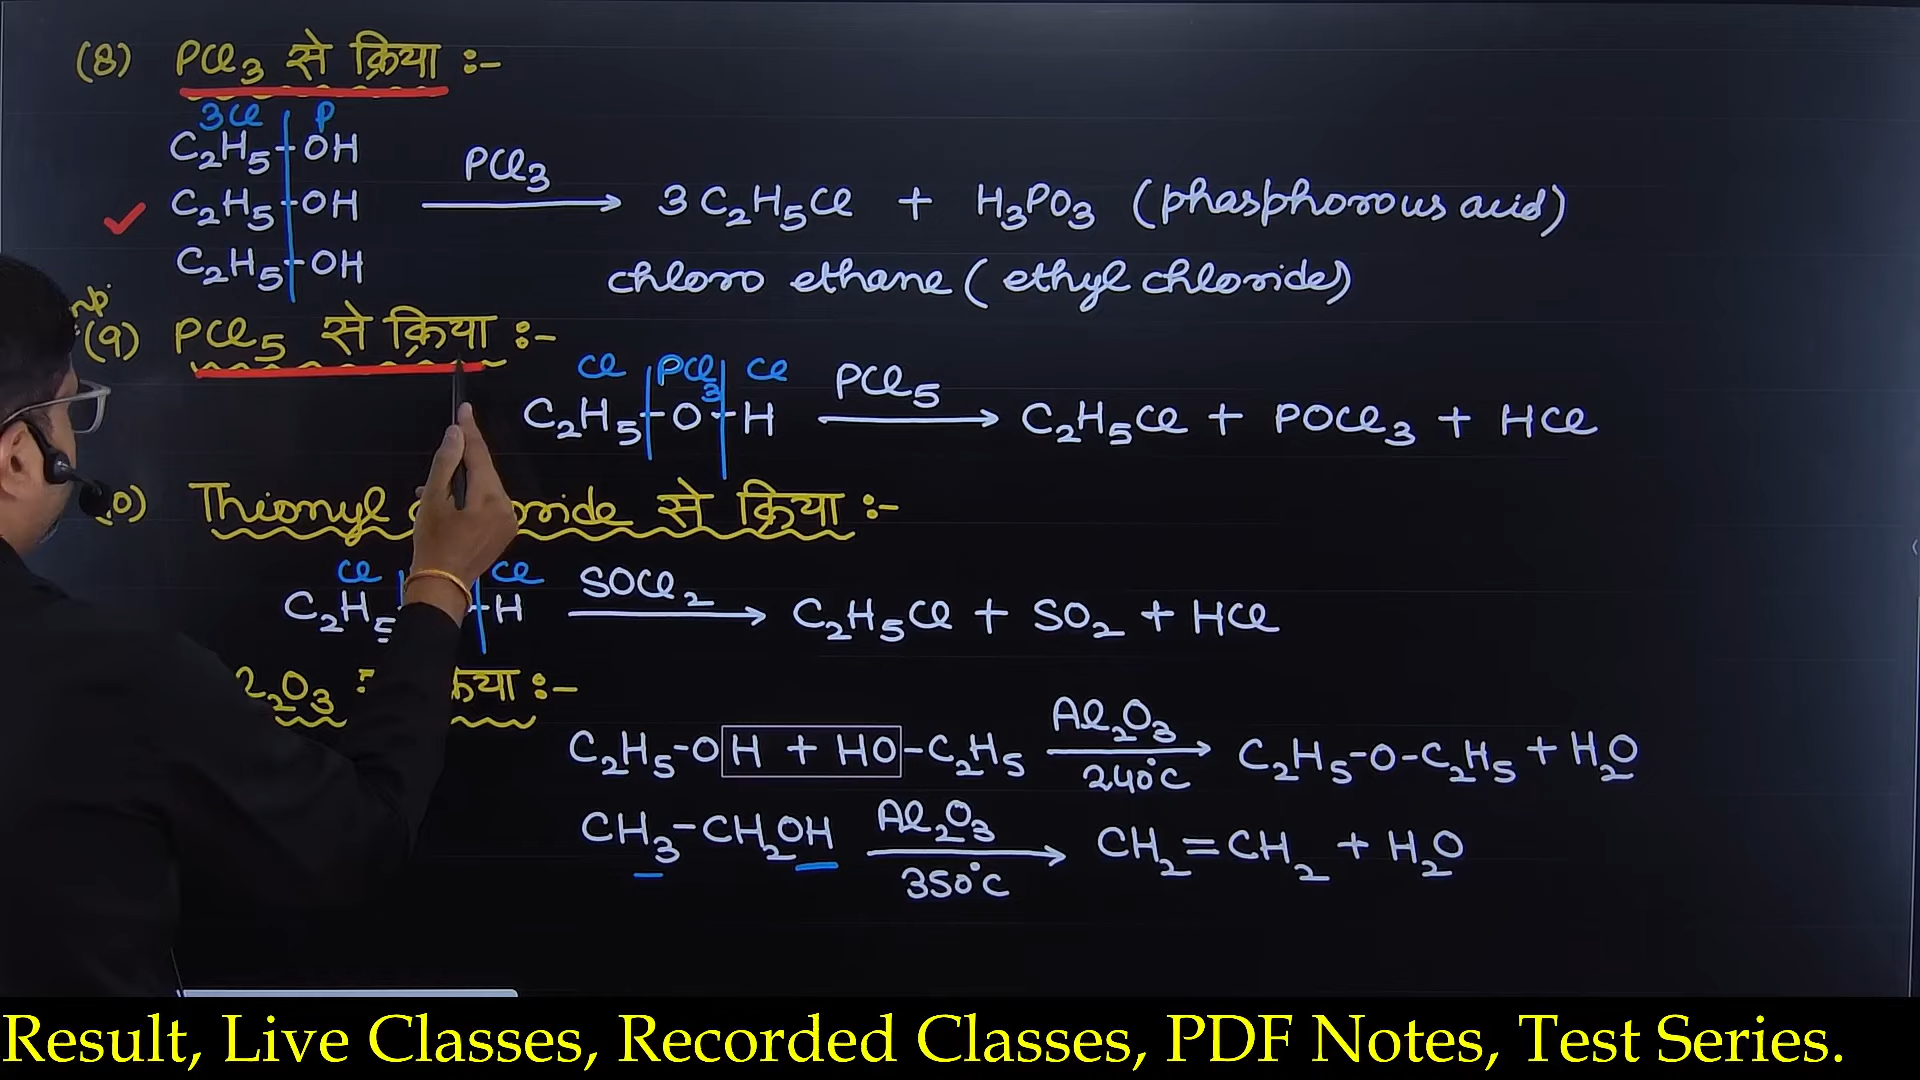 (8) PCl₃ से क्रिया :-
3Cl P
C₂H₅-OH
C₂H₅-OH PCl₃ → 3C₂H₅Cl + H₃PO₃ (phasphorous acid)
C₂H₅-OH chloro ethane (ethyl chloride)
(9) PCl₅ से क्रिया :-
Cl PCl₃ Cl
C₂H₅-O-H PCl₅ → C₂H₅Cl + POCl₃ + HCl
0) Thionyl से क्रिया :-
Cl Cl
C₂H₅ -H SOCl₂ → C₂H₅Cl + SO₂ + HCl
₂O₃ क्रिया :-
C₂H₅-OH + HO-C₂H₅ Al₂O₃ 240°C → C₂H₅-O-C₂H₅ + H₂O
CH₃-CH₂OH Al₂O₃ 350°C → CH₂=CH₂ + H₂O
Result, Live Classes, Recorded Classes, PDF Notes, Test Series.